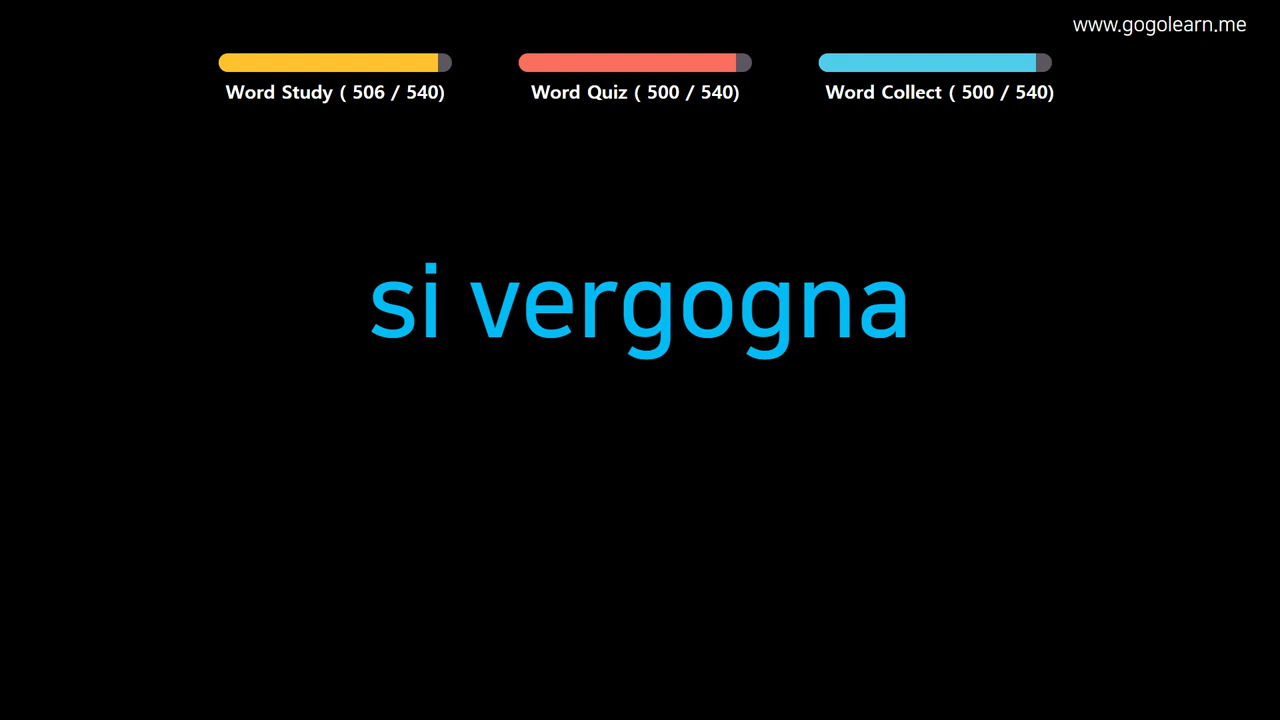 www.gogolearn.me
Word Study ( 506 / 540)
Word Quiz ( 500 / 540)
Word Collect ( 500 / 540)
si vergogna